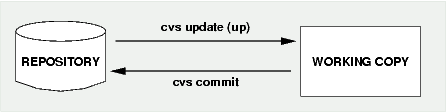 cvs update (up)
REPOSITORY
WORKING COPY
cvs commit